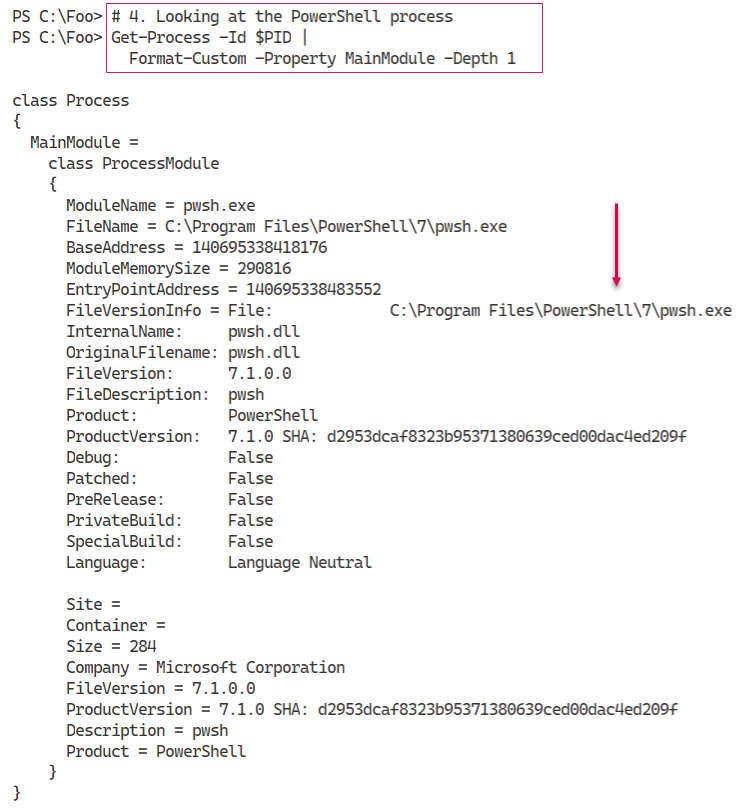 PS C:\Foo> # 4. Looking at the PowerShell process
PS C:\Foo> Get-Process -Id $PID |
  Format-Custom -Property MainModule -Depth 1

class Process
{
  MainModule =
    class ProcessModule
    {
      ModuleName = pwsh.exe
      FileName = C:\Program Files\PowerShell\7\pwsh.exe
      BaseAddress = 140695338418176
      ModuleMemorySize = 290816
      EntryPointAddress = 140695338483552
      FileVersionInfo = File:             C:\Program Files\PowerShell\7\pwsh.exe
      InternalName:     pwsh.dll
      OriginalFilename: pwsh.dll
      FileVersion:      7.1.0.0
      FileDescription:  pwsh
      Product:          PowerShell
      ProductVersion:   7.1.0 SHA: d2953dcaf8323b95371380639ced00dac4ed209f
      Debug:            False
      Patched:          False
      PreRelease:       False
      PrivateBuild:     False
      SpecialBuild:     False
      Language:         Language Neutral

      Site =
      Container =
      Size = 284
      Company = Microsoft Corporation
      FileVersion = 7.1.0.0
      ProductVersion = 7.1.0 SHA: d2953dcaf8323b95371380639ced00dac4ed209f
      Description = pwsh
      Product = PowerShell
    }
}